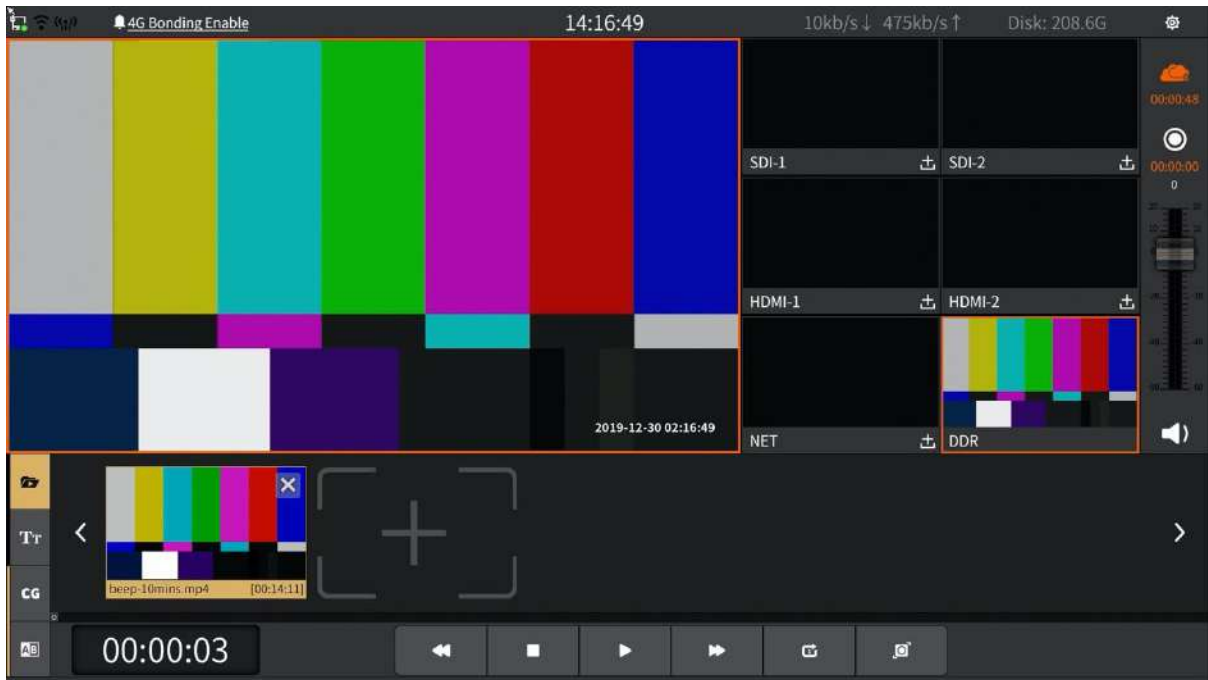 4G Bonding Enable
14:16:49
10kb/s↓ 475kb/s↑
Disk: 208.6G
00:00:48
00:00:00
0
SDI-1
SDI-2
HDMI-1
HDMI-2
NET
DDR
2019-12-30 02:16:49
Tr
CG
AB
beep-10mins.mp4 [00:14:11]
00:00:03